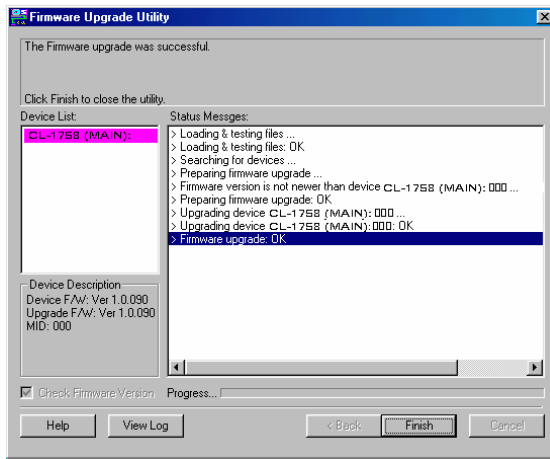 Firmware Upgrade Utility
The Firmware upgrade was successful.
Click Finish to close the utility.
Device List:
CL-1758 (MAIN):
Status Messges:
> Loading & testing files ...
> Loading & testing files: OK
> Searching for devices ...
> Preparing firmware upgrade ...
> Firmware version is not newer than device CL-1758 (MAIN): 000 ...
> Preparing firmware upgrade: OK
> Upgrading device CL-1758 (MAIN): 000 ...
> Upgrading device CL-1758 (MAIN):000: OK
> Firmware upgrade: OK
Device Description
Device F/W: Ver 1.0.090
Upgrade F/W: Ver 1.0.090
MID: 000
Check Firmware Version
Progress...
Help
View Log
< Back
Finish
Cancel